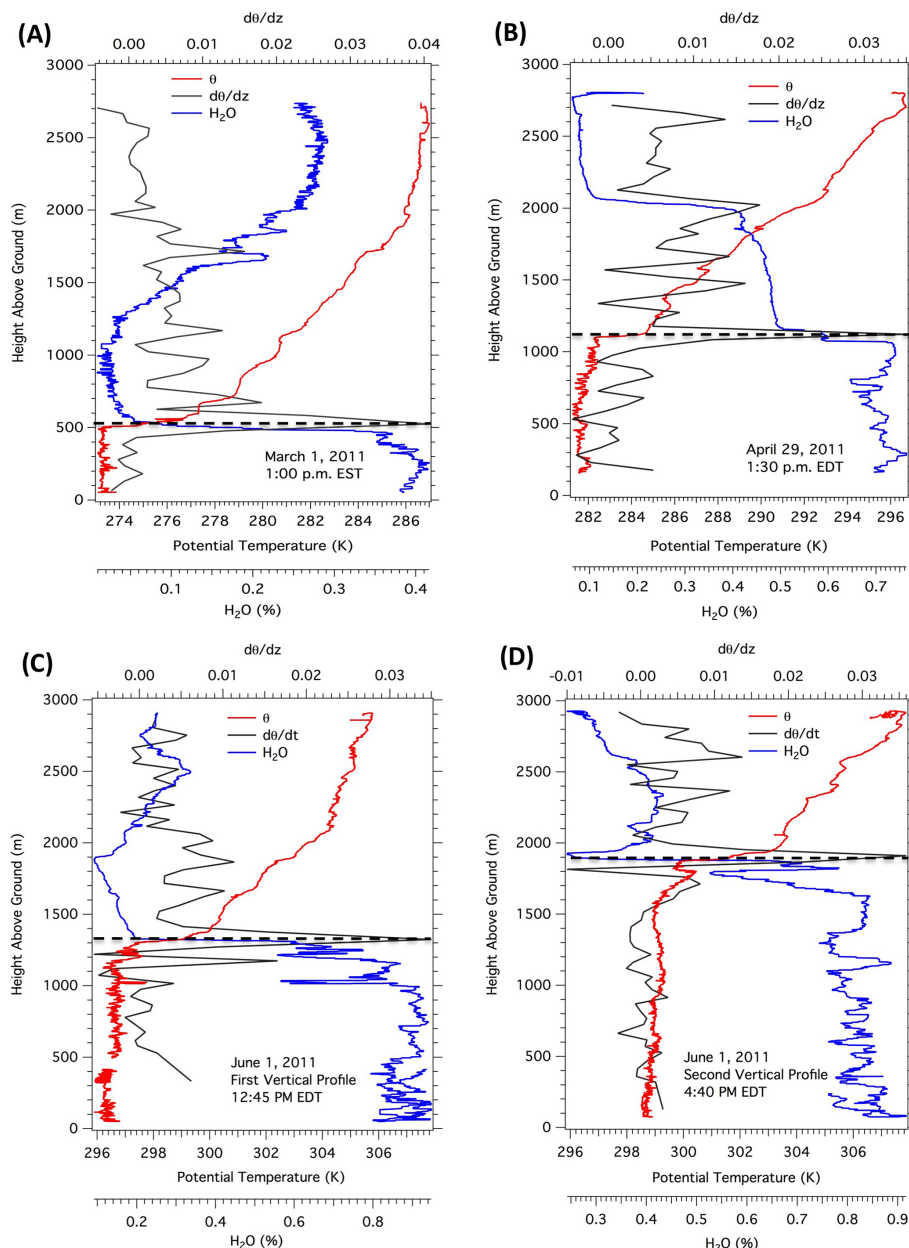 (A)
dθ/dz
0.00 0.01 0.02 0.03 0.04
3000
2500
2000
1500
1000
500
0
Height Above Ground (m)
θ
dθ/dz
H₂O
March 1, 2011
1:00 p.m. EST
274 276 278 280 282 284 286
Potential Temperature (K)
0.1 0.2 0.3 0.4
H₂O (%)
(B)
dθ/dz
0.00 0.01 0.02 0.03
3000
2500
2000
1500
1000
500
0
Height Above Ground (m)
θ
dθ/dz
H₂O
April 29, 2011
1:30 p.m. EDT
282 284 286 288 290 292 294 296
Potential Temperature (K)
0.1 0.2 0.3 0.4 0.5 0.6 0.7
H₂O (%)
(C)
dθ/dz
0.00 0.01 0.02 0.03
3000
2500
2000
1500
1000
500
0
Height Above Ground (m)
θ
dθ/dt
H₂O
June 1, 2011
First Vertical Profile
12:45 PM EDT
296 298 300 302 304 306
Potential Temperature (K)
0.2 0.4 0.6 0.8
H₂O (%)
(D)
dθ/dz
-0.01 0.00 0.01 0.02 0.03
3000
2500
2000
1500
1000
500
0
Height Above Ground (m)
θ
dθ/dt
H₂O
June 1, 2011
Second Vertical Profile
4:40 PM EDT
296 298 300 302 304 306
Potential Temperature (K)
0.3 0.4 0.5 0.6 0.7 0.8 0.9
H₂O (%)